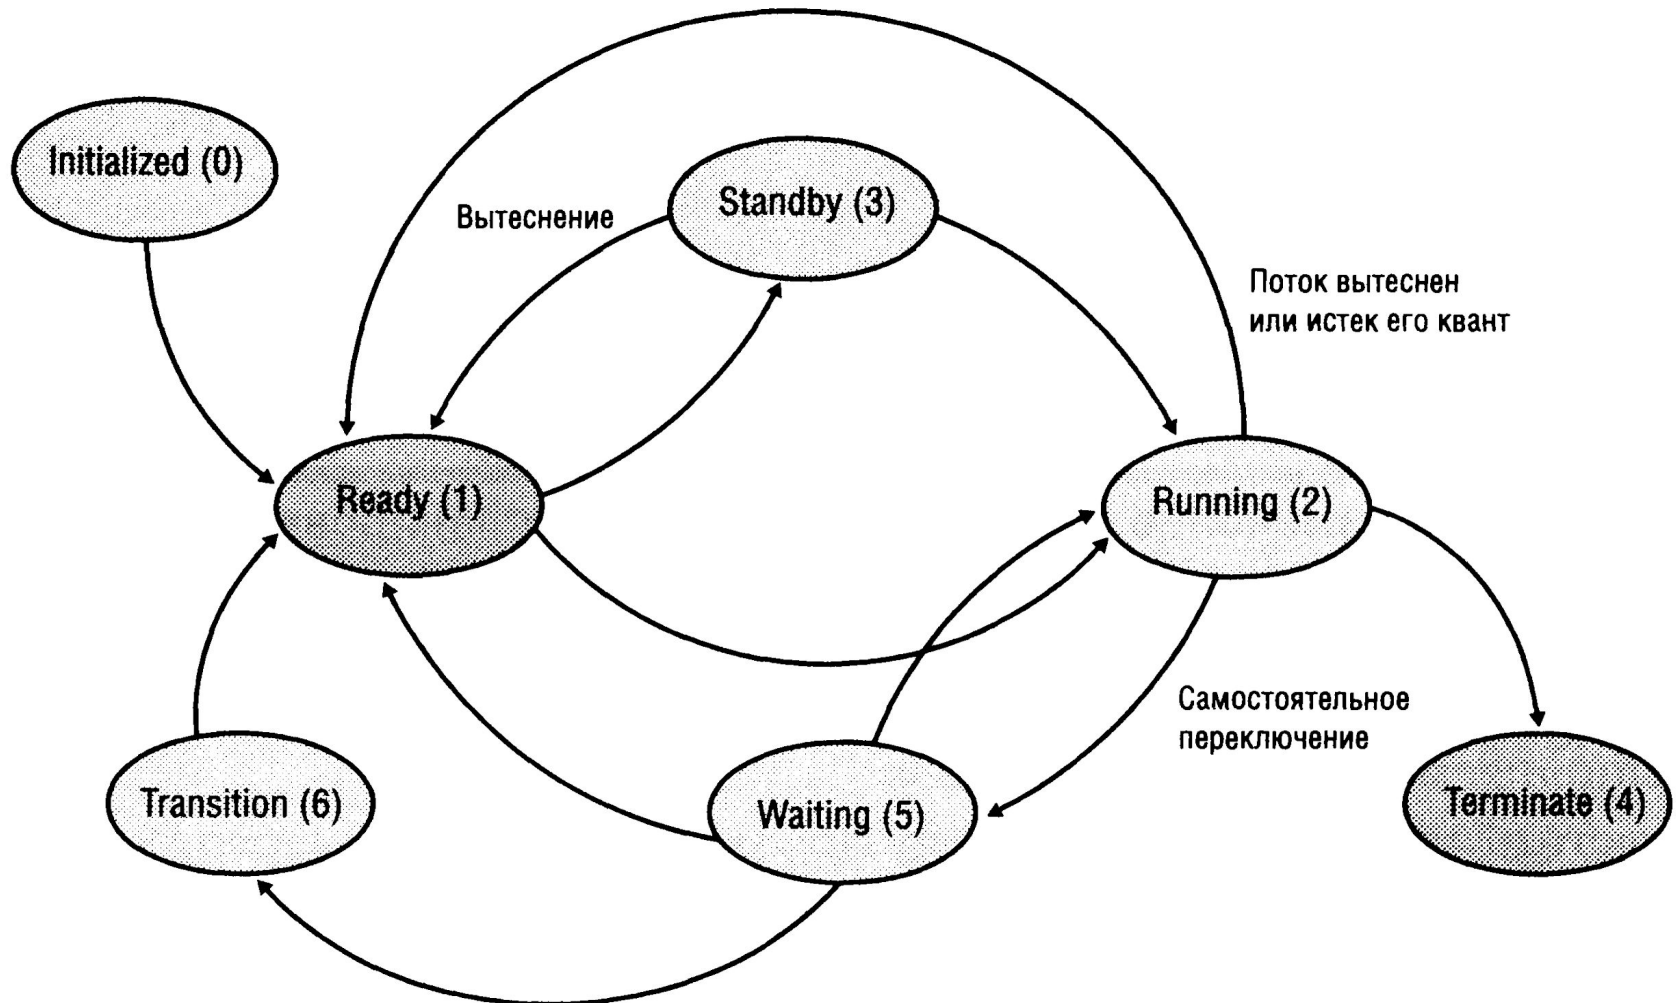 Initialized (0)
Standby (3)
Вытеснение
Поток вытеснен
или истек его квант
Ready (1)
Running (2)
Самостоятельное
переключение
Transition (6)
Waiting (5)
Terminate (4)